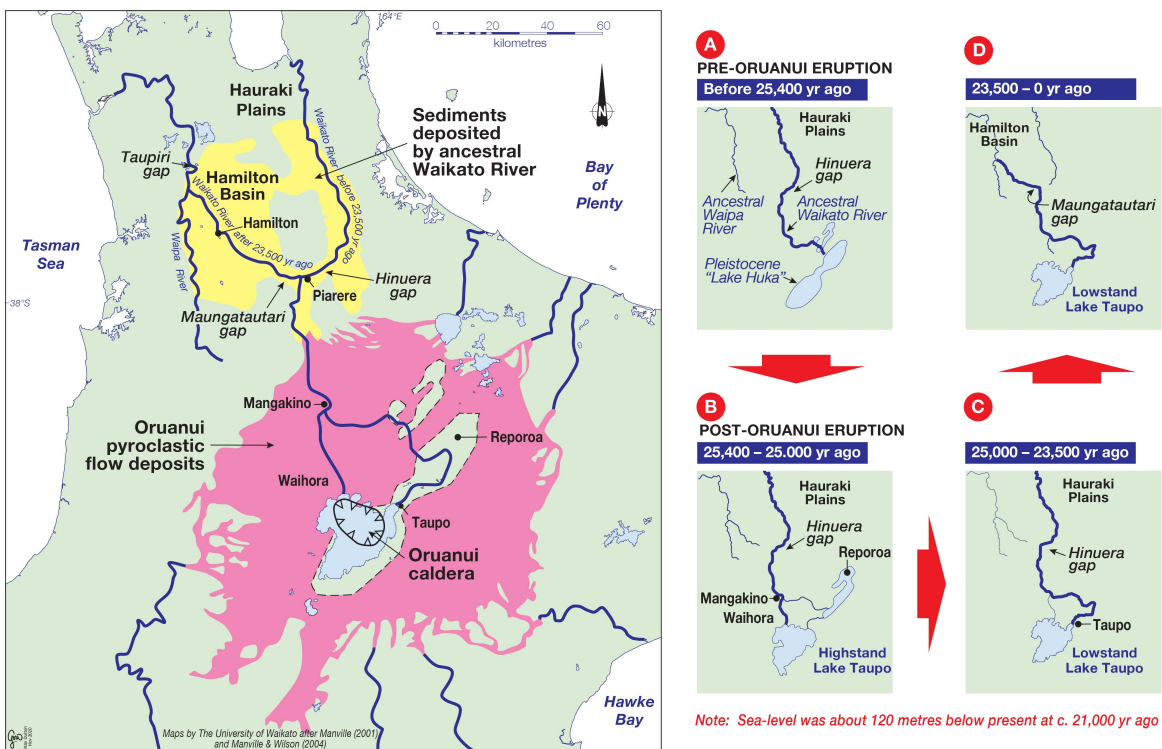 164°E
0 20 40 60
kilometres
Hauraki
Plains
Sediments
deposited
by ancestral
Waikato River
Taupiri
gap
Hamilton
Basin
Waikato River before 23,500 yr ago
Waikato River after 23,500 yr ago
Hamilton
Waipa River
Bay
of
Plenty
Tasman
Sea
38°S
Hinuera
gap
Piarere
Maungatautari
gap
Mangakino
Oruanui
pyroclastic
flow deposits
Reporoa
Waihora
Taupo
Oruanui
caldera
Hawke
Bay
Maps by The University of Waikato after Manville (2001)
and Manville & Wilson (2004)
A
PRE-ORUANUI ERUPTION
Before 25,400 yr ago
Hauraki
Plains
Hinuera
gap
Ancestral
Waipa
River
Ancestral
Waikato River
Pleistocene
“Lake Huka”
D
23,500 – 0 yr ago
Hamilton
Basin
Maungatautari
gap
Lowstand
Lake Taupo
B
POST-ORUANUI ERUPTION
25,400 – 25.000 yr ago
Hauraki
Plains
Hinuera
gap
Reporoa
Mangakino
Waihora
Highstand
Lake Taupo
C
25,000 – 23,500 yr ago
Hauraki
Plains
Hinuera
gap
Taupo
Lowstand
Lake Taupo
Note: Sea-level was about 120 metres below present at c. 21,000 yr ago